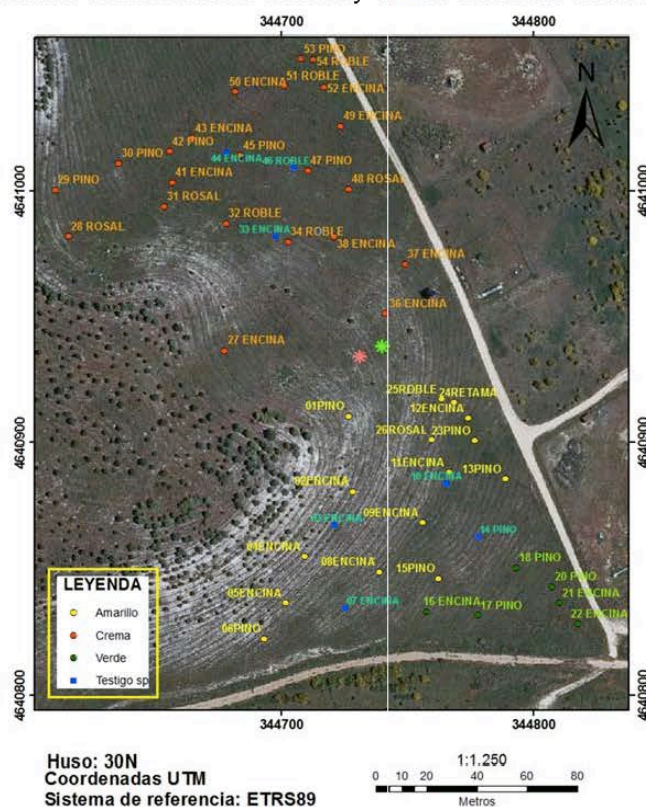 344700 344800
53 PINO
54 ROBLE
51 ROBLE
50 ENCINA
52 ENCINA
N
49 ENCINA
43 ENCINA
42 PINO
45 PINO
44 ENCINA
46 ROBLE
30 PINO
47 PINO
41 ENCINA
29 PINO
48 ROSAL
4641000
4641000
31 ROSAL
32 ROBLE
28 ROSAL
33 ENCINA
34 ROBLE
38 ENCINA
37 ENCINA
36 ENCINA
27 ENCINA
25ROBLE
24RETAMA
01PINO
12ENCINA
26ROSAL
23PINO
4640900
4640900
11ENCINA
13PINO
10 ENCINA
02ENCINA
09ENCINA
14 PINO
08ENCINA
15PINO
18 PINO
20 PINO
21 ENCINA
05ENCINA
07 ENCINA
16 ENCINA
17 PINO
22 ENCINA
06PINO
LEYENDA
Amarillo
Crema
Verde
Testigo sp
4640800
4640800
344700 344800
Huso: 30N
Coordenadas UTM
Sistema de referencia: ETRS89
1:1.250
0 5 10 20 40 60 80
Metros